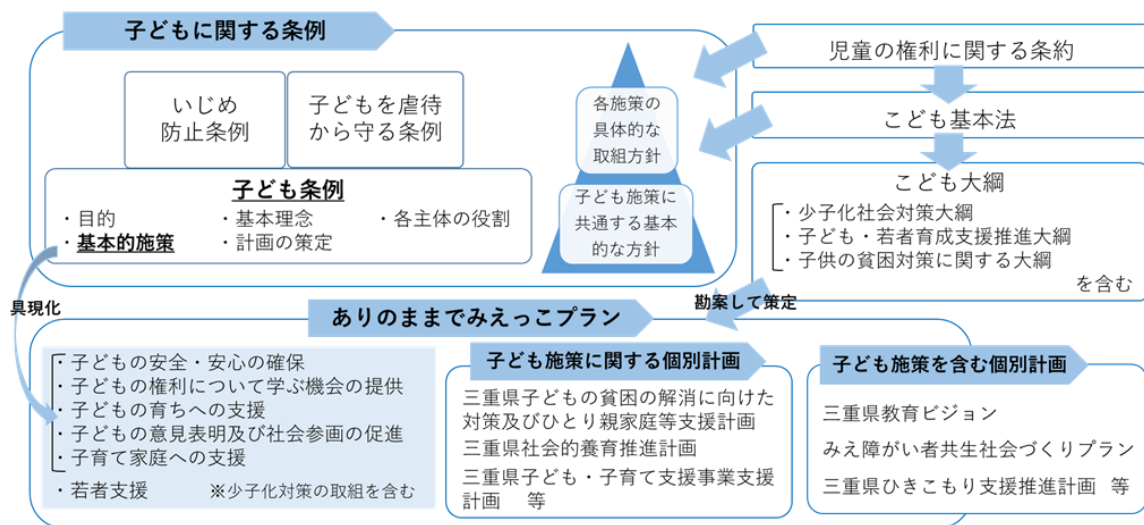 子どもに関する条例
いじめ
防止条例
子どもを虐待
から守る条例
子ども条例
・目的
・基本理念
・各主体の役割
・基本的施策
・計画の策定
各施策の
具体的な
取組方針
子ども施策に
共通する基本
的な方針
児童の権利に関する条約
こども基本法
こども大綱
・少子化社会対策大綱
・子ども・若者育成支援推進大綱
・子供の貧困対策に関する大綱
を含む
具現化
勘案して策定
ありのままでみえっこプラン
・子どもの安全・安心の確保
・子どもの権利について学ぶ機会の提供
・子どもの育ちへの支援
・子どもの意見表明及び社会参画の促進
・子育て家庭への支援
・若者支援 ※少子化対策の取組を含む
子ども施策に関する個別計画
三重県子どもの貧困の解消に向けた
対策及びひとり親家庭等支援計画
三重県社会的養育推進計画
三重県子ども・子育て支援事業支援
計画 等
子ども施策を含む個別計画
三重県教育ビジョン
みえ障がい者共生社会づくりプラン
三重県ひきこもり支援推進計画 等